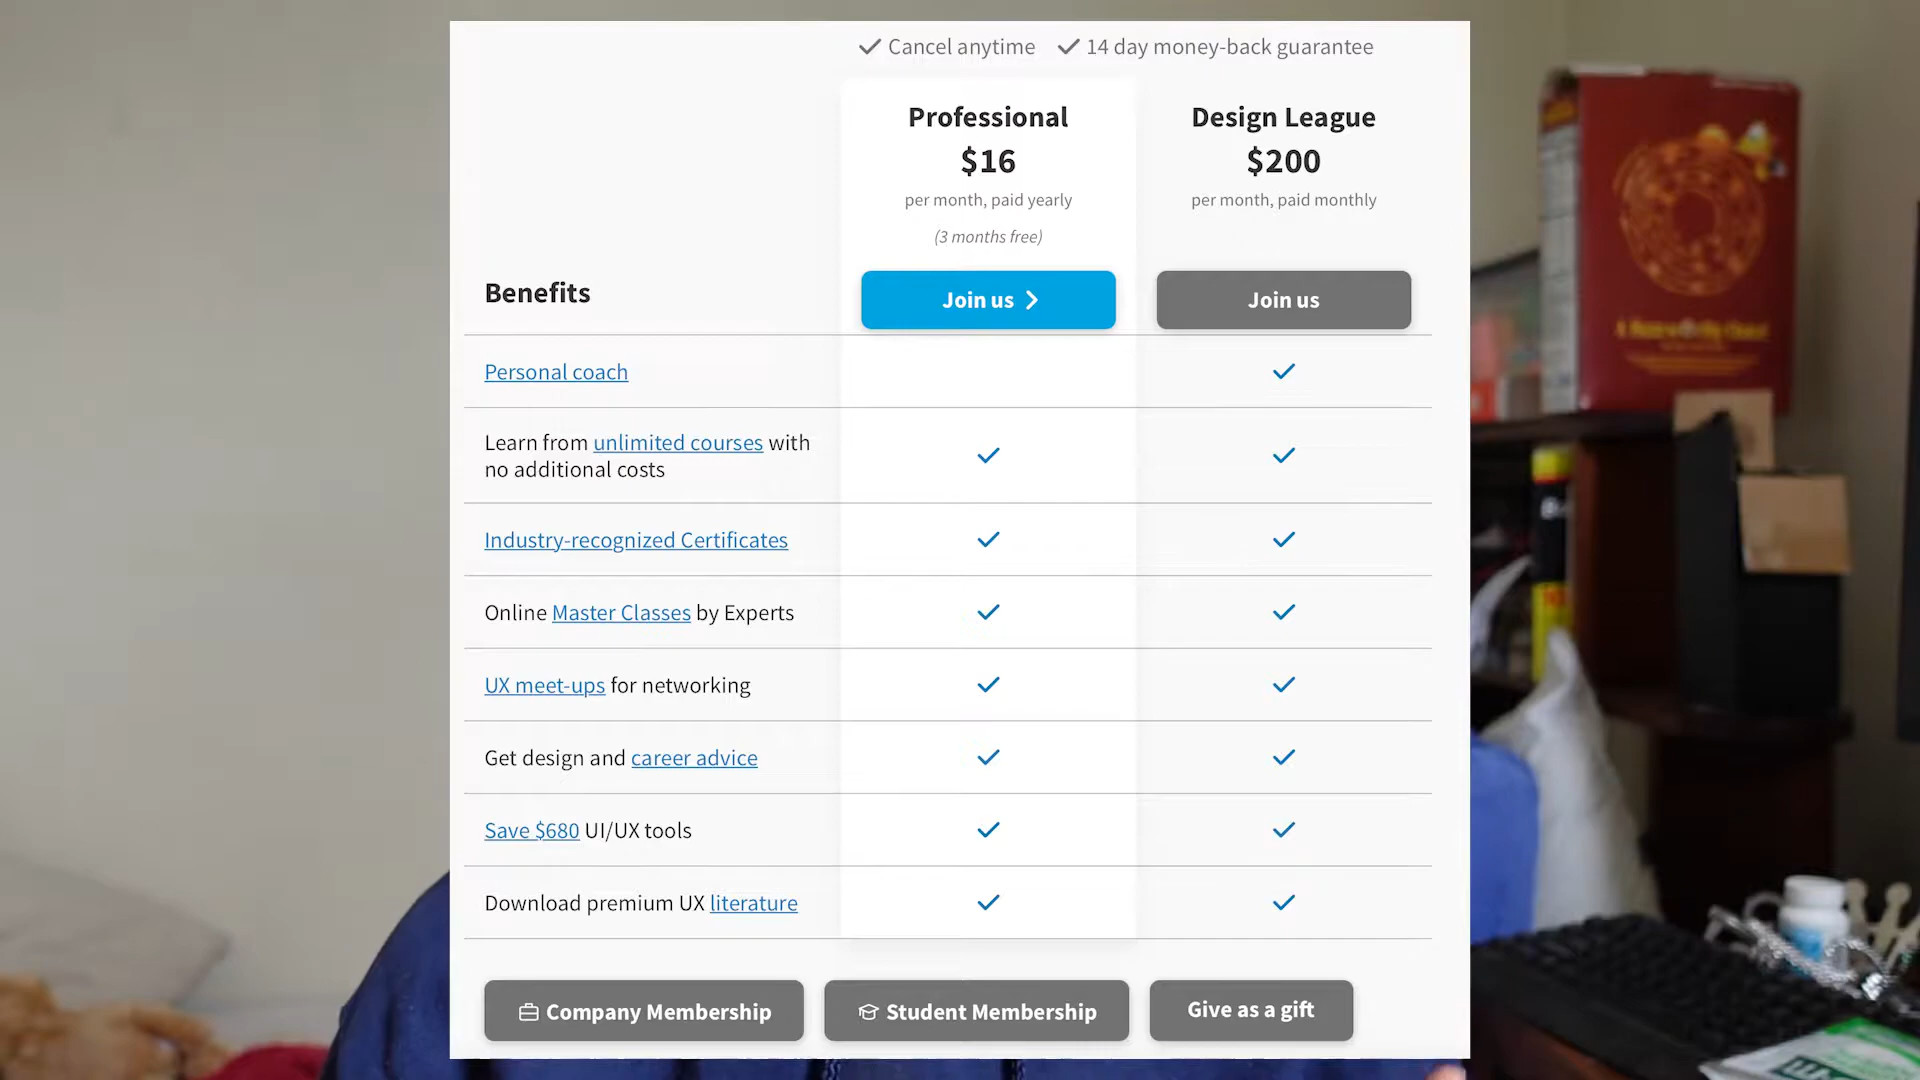 Cancel anytime
14 day money-back guarantee
Professional
$16
per month, paid yearly
(3 months free)
Design League
$200
per month, paid monthly
Benefits
Join us
Join us
Personal coach
Learn from unlimited courses with
no additional costs
Industry-recognized Certificates
Online Master Classes by Experts
UX meet-ups for networking
Get design and career advice
Save $680 UI/UX tools
Download premium UX literature
Company Membership
Student Membership
Give as a gift